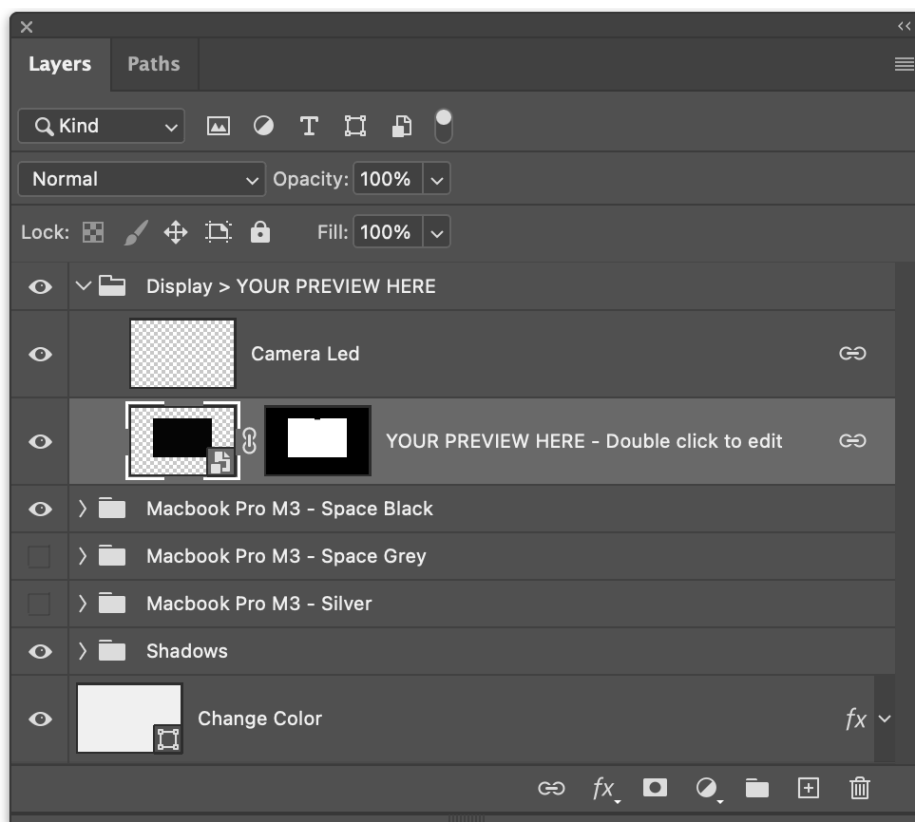 Layers Paths
Kind
Normal Opacity: 100%
Lock: Fill: 100%
Display > YOUR PREVIEW HERE
Camera Led
YOUR PREVIEW HERE - Double click to edit
Macbook Pro M3 - Space Black
Macbook Pro M3 - Space Grey
Macbook Pro M3 - Silver
Shadows
Change Color fx
fx